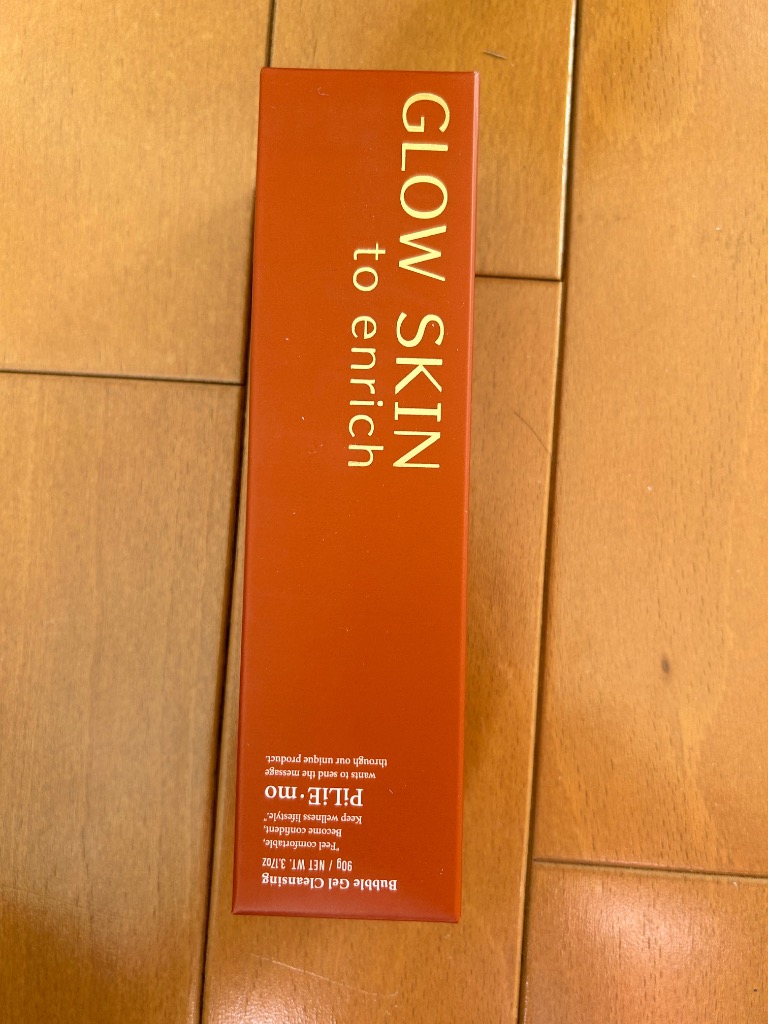 GLOW SKIN
to enrich
Bubble Gel Cleansing
90g / NET WT. 3.17oz
"Feel comfortable,
Become confident,
Keep wellness lifestyle."
PiLiE·mo
wants to send the message
through our unique product.